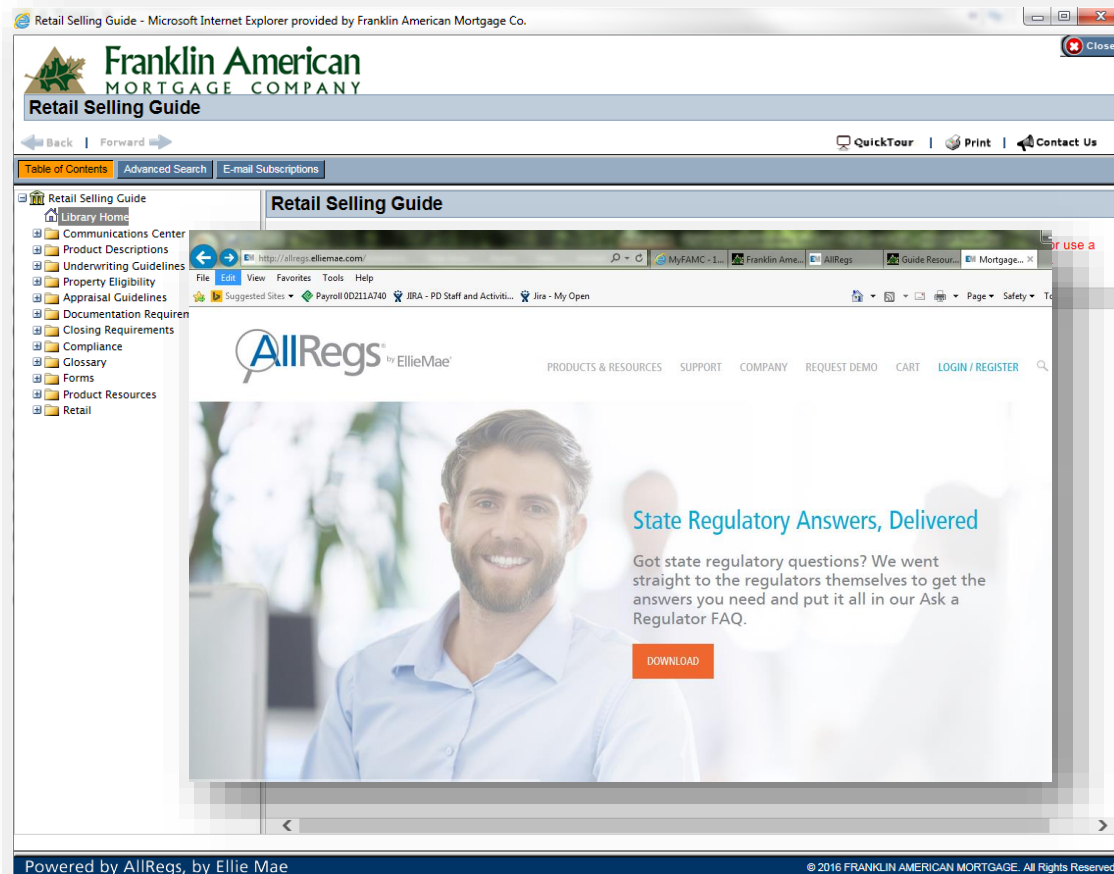 Retail Selling Guide - Microsoft Internet Explorer provided by Franklin American Mortgage Co.
Close
Franklin American
MORTGAGE COMPANY
Retail Selling Guide
Back | Forward
QuickTour | Print | Contact Us
Table of Contents Advanced Search E-mail Subscriptions
Retail Selling Guide
Library Home
Communications Center
Product Descriptions
Underwriting Guidelines
Property Eligibility
Appraisal Guidelines
Documentation Requirem
Closing Requirements
Compliance
Glossary
Forms
Product Resources
Retail
Retail Selling Guide
or use a
http://allregs.elliemae.com/
MyFAMC - 1... Franklin Ame... AllRegs Guide Resour... Mortgage...
File Edit View Favorites Tools Help
Suggested Sites Payroll 0D211A740 JIRA - PD Staff and Activiti... Jira - My Open
Page Safety To
AllRegs® by EllieMae®
PRODUCTS & RESOURCES SUPPORT COMPANY REQUEST DEMO CART LOGIN / REGISTER
State Regulatory Answers, Delivered
Got state regulatory questions? We went
straight to the regulators themselves to get the
answers you need and put it all in our Ask a
Regulator FAQ.
DOWNLOAD
Powered by AllRegs, by Ellie Mae
© 2016 FRANKLIN AMERICAN MORTGAGE. All Rights Reserved